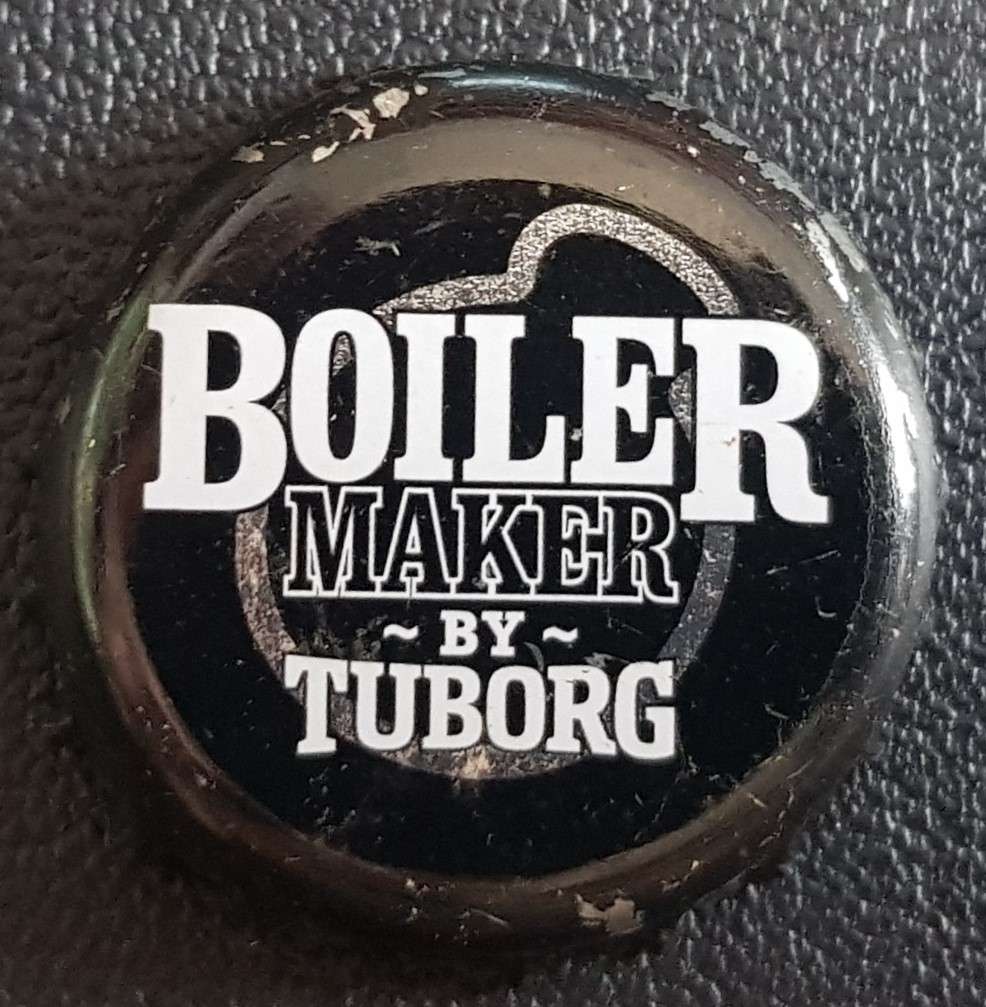 BOILER
MAKER
~ BY ~
TUBORG